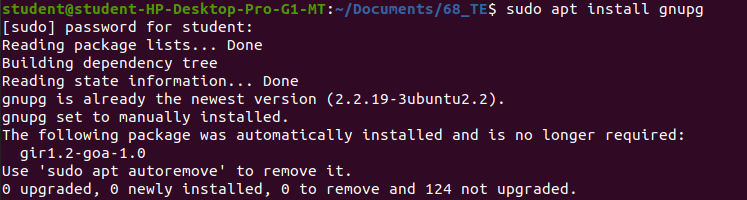 student@student-HP-Desktop-Pro-G1-MT:~/Documents/68_TE$ sudo apt install gnupg
[sudo] password for student:
Reading package lists... Done
Building dependency tree
Reading state information... Done
gnupg is already the newest version (2.2.19-3ubuntu2.2).
gnupg set to manually installed.
The following package was automatically installed and is no longer required:
  gir1.2-goa-1.0
Use 'sudo apt autoremove' to remove it.
0 upgraded, 0 newly installed, 0 to remove and 124 not upgraded.